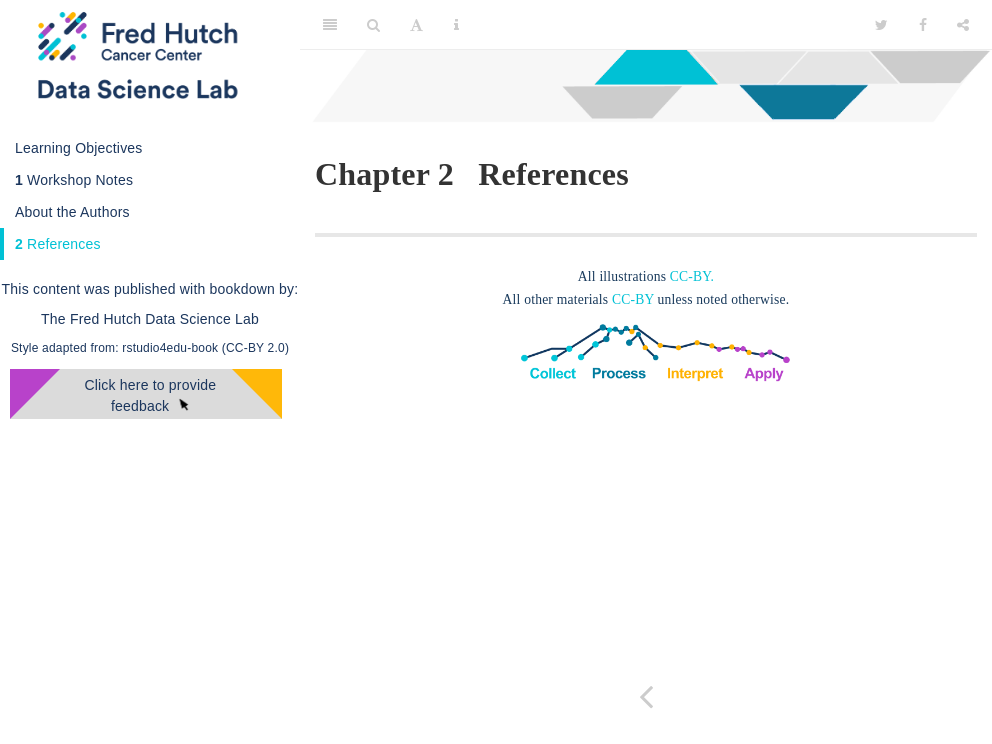 Fred Hutch
Cancer Center
Data Science Lab
Learning Objectives
1 Workshop Notes
About the Authors
2 References
This content was published with bookdown by:
The Fred Hutch Data Science Lab
Style adapted from: rstudio4edu-book (CC-BY 2.0)
Click here to provide
feedback
A
Chapter 2 References
All illustrations CC-BY.
All other materials CC-BY unless noted otherwise.
Collect Process Interpret Apply